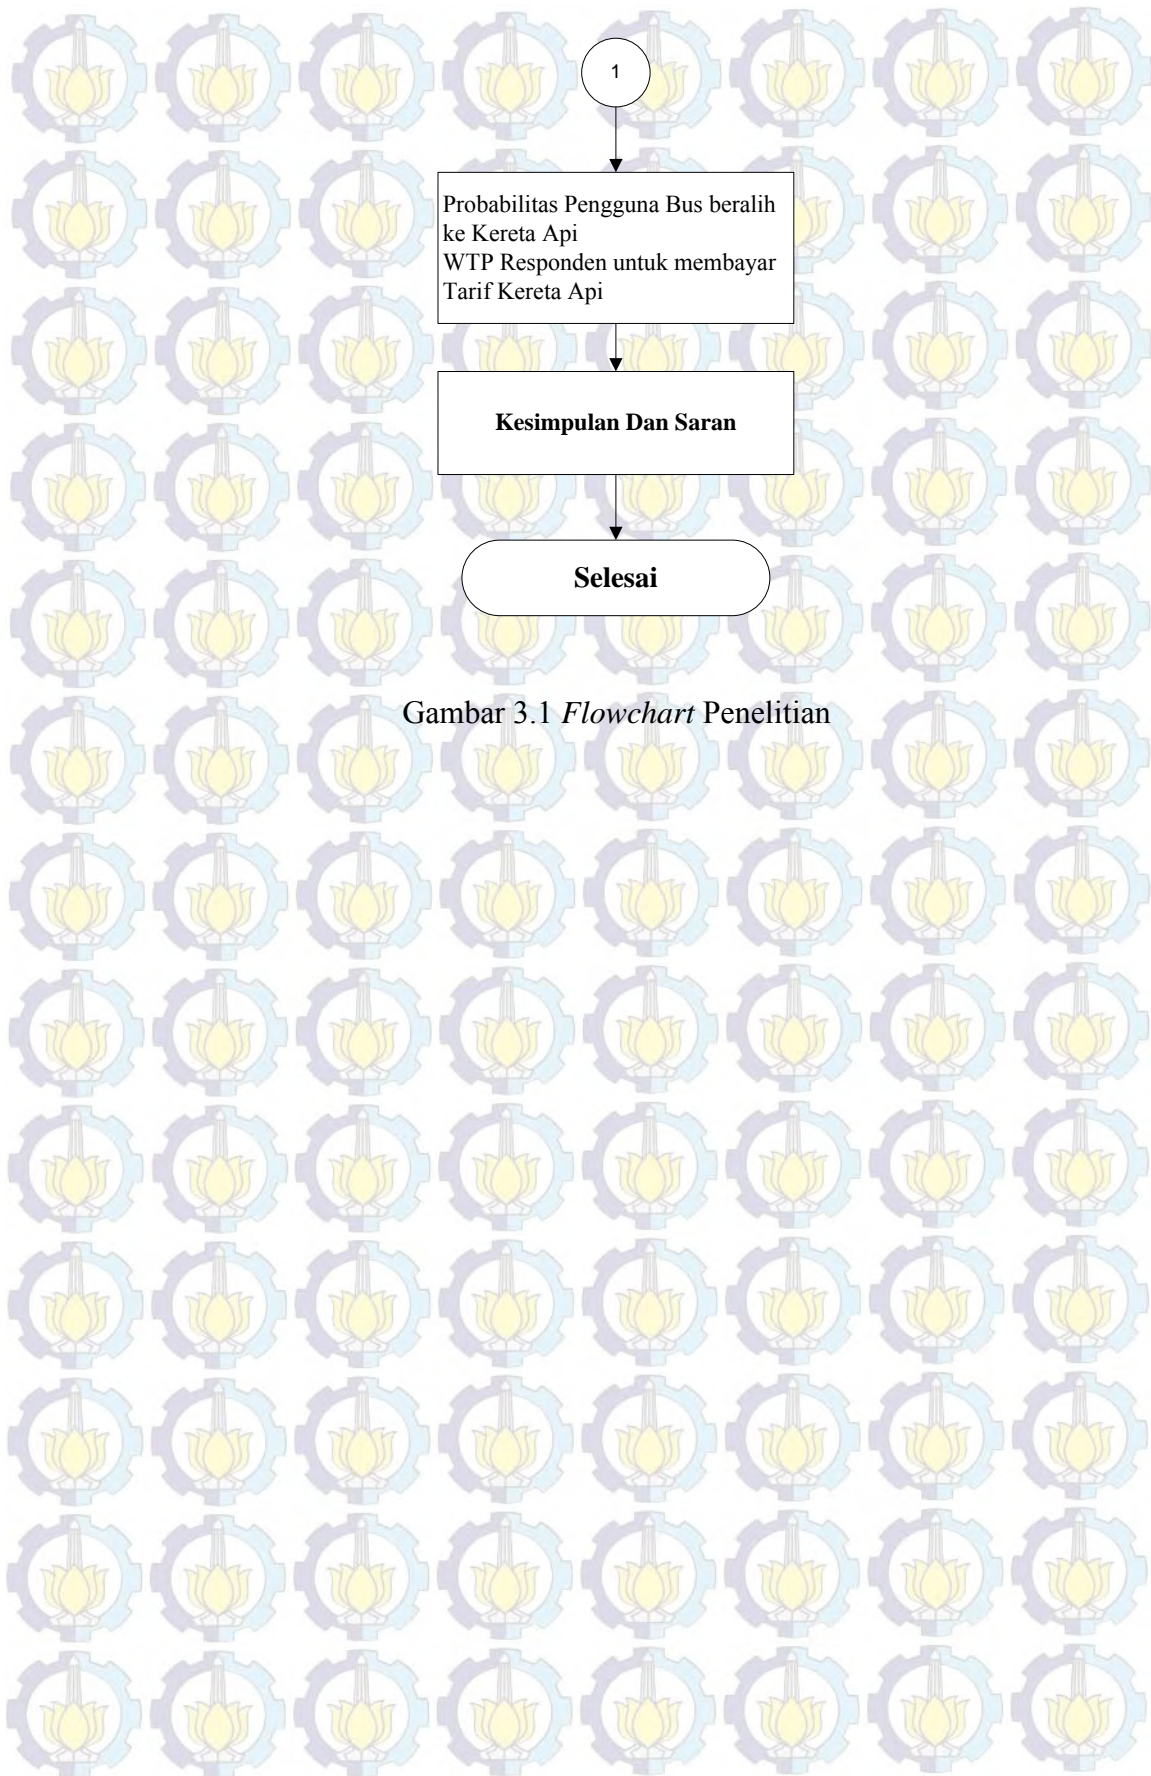 1
Probabilitas Pengguna Bus beralih
ke Kereta Api
WTP Responden untuk membayar
Tarif Kereta Api
Kesimpulan Dan Saran
Selesai
Gambar 3.1 Flowchart Penelitian